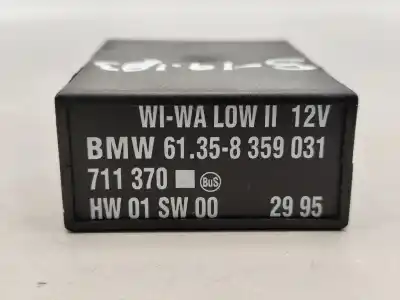 WI-WA LOW II 12V
BMW 61.35-8 359 031
711 370 BuS
HW 01 SW 00 29 95